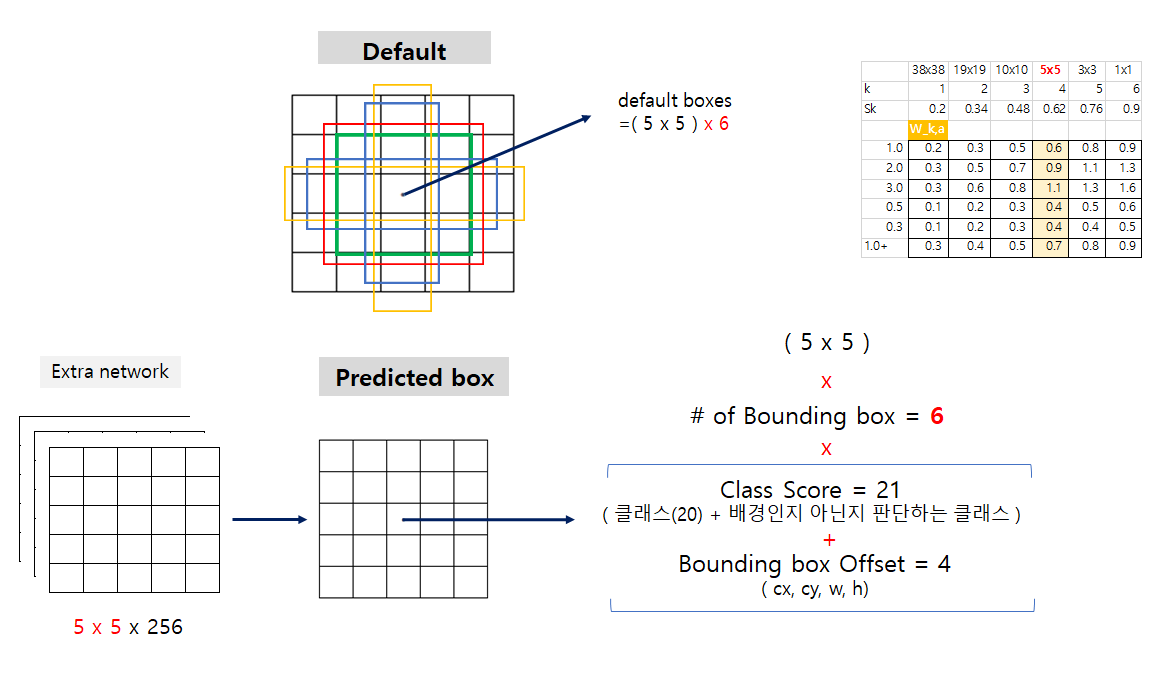 Default
default boxes
=( 5 x 5 ) x 6
38x38 19x19 10x10 5x5 3x3 1x1
k 1 2 3 4 5 6
Sk 0.2 0.34 0.48 0.62 0.76 0.9
W_k,a
1.0 0.2 0.3 0.5 0.6 0.8 0.9
2.0 0.3 0.5 0.7 0.9 1.1 1.3
3.0 0.3 0.6 0.8 1.1 1.3 1.6
0.5 0.1 0.2 0.3 0.4 0.5 0.6
0.3 0.1 0.2 0.3 0.4 0.4 0.5
1.0+ 0.3 0.4 0.5 0.7 0.8 0.9
Extra network
5 x 5 x 256
Predicted box
( 5 x 5 )
x
# of Bounding box = 6
x
Class Score = 21
( 클래스(20) + 배경인지 아닌지 판단하는 클래스 )
+
Bounding box Offset = 4
( cx, cy, w, h)